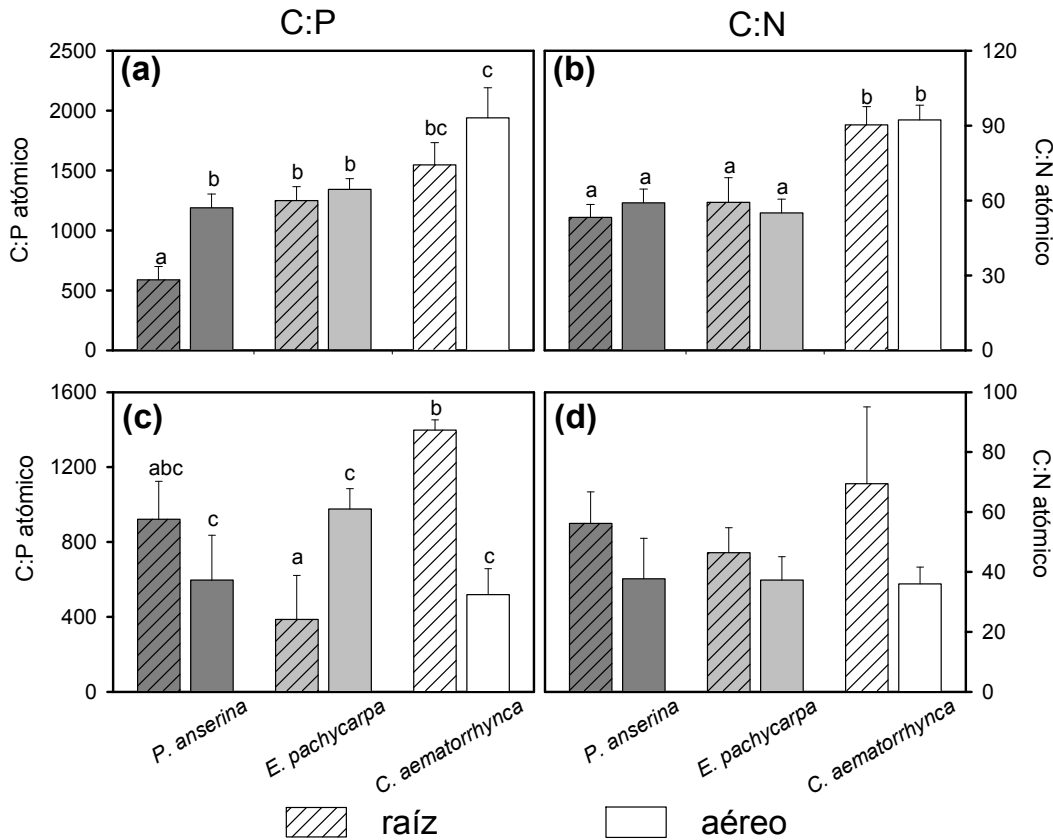 C:P
C:N
(a)
(b)
C:P atómico
2500
2000
1500
1000
500
0
a
b
b
b
bc
c
a
a
a
a
b
b
120
90
60
30
0
C:N atómico
(c)
(d)
C:P atómico
1600
1200
800
400
0
abc
c
a
c
b
c
100
80
60
40
20
0
C:N atómico
P. anserina
E. pachycarpa
C. aematorrhynca
P. anserina
E. pachycarpa
C. aematorrhynca
raíz
aéreo